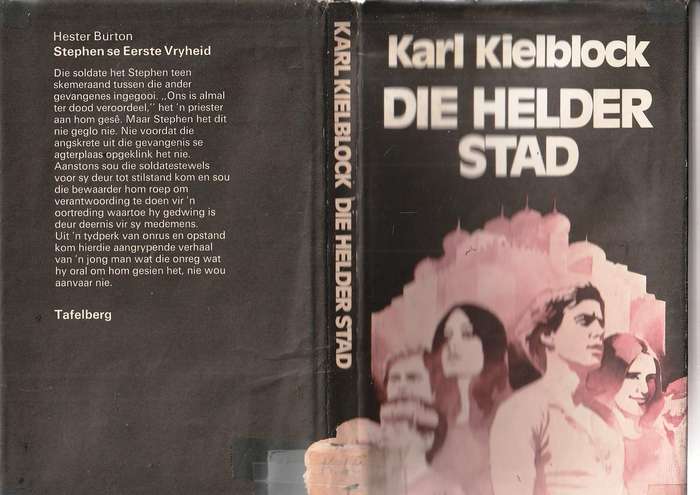 Hester Burton
Stephen se Eerste Vryheid
Die soldate het Stephen teen
skemeraand tussen die ander
gevangenes ingegooi. ,,Ons is almal
ter dood veroordeel,'' het 'n priester
aan hom gesê. Maar Stephen het dit
nie geglo nie. Nie voordat die
angskrete uit die gevangenis se
agterplaas opgeklink het nie.
Aanstons sou die soldatestewels
voor sy deur tot stilstand kom en sou
die bewaarder hom roep om
verantwoording te doen vir 'n
oortreding waartoe hy gedwing is
deur deernis vir sy medemens.
Uit 'n tydperk van onrus en opstand
kom hierdie aangrypende verhaal
van 'n jong man wat die onreg wat
hy oral om hom gesien het, nie wou
aanvaar nie.
Tafelberg
KARL KIELBLOCK DIE HELDER STAD
Karl Kielblock
DIE HELDER
STAD